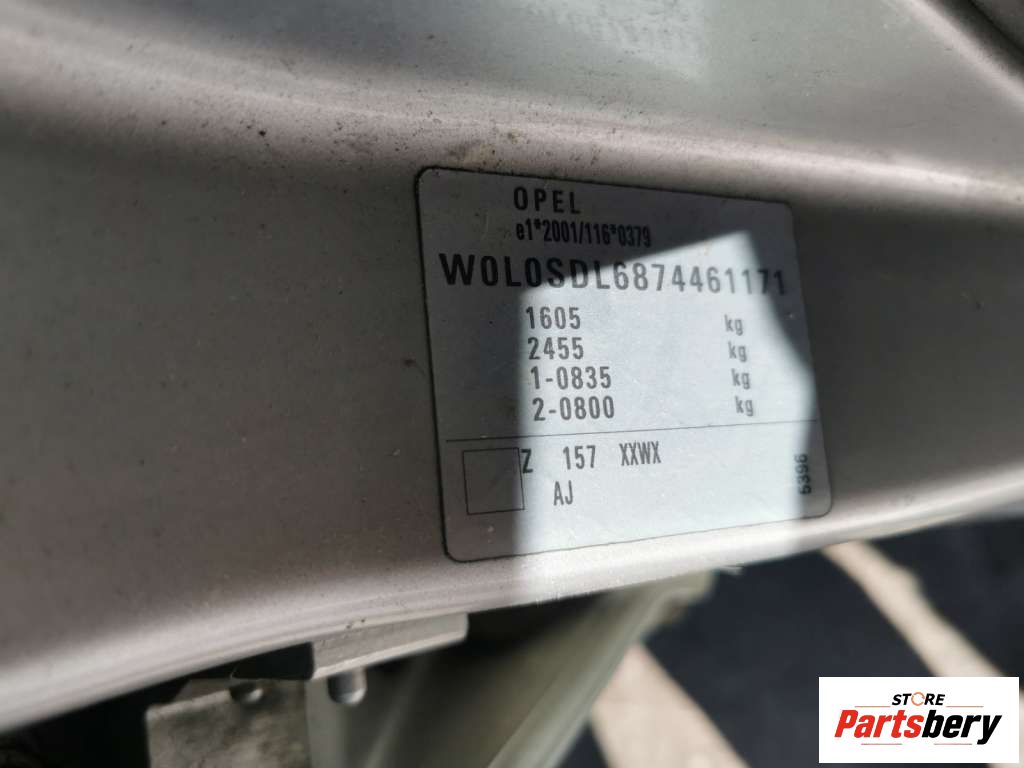 OPEL
e1*2001/116*0379
W0L0SDL6874461171
1605 kg
2455 kg
1-0835 kg
2-0800 kg
Z 157 XXWX
AJ
5396
STORE
Partsbery